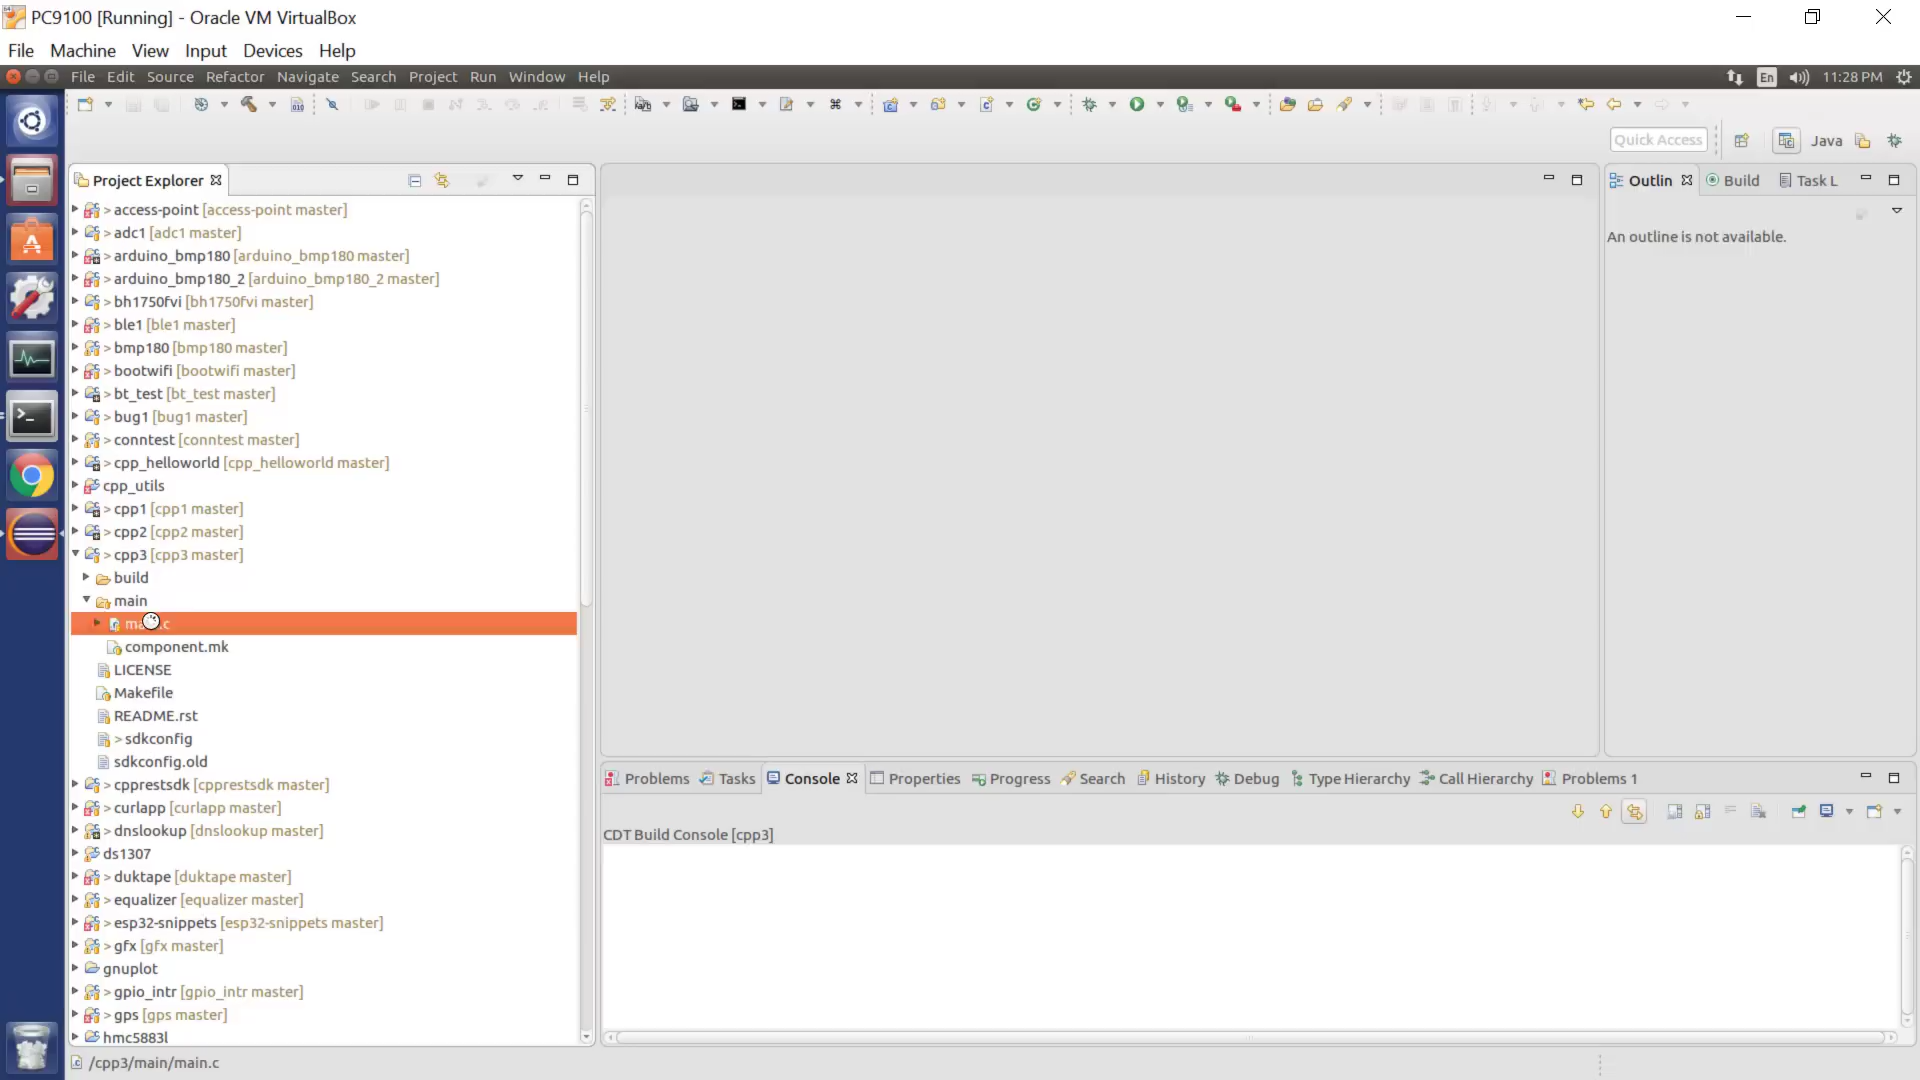 PC9100 [Running] - Oracle VM VirtualBox
File Machine View Input Devices Help
File Edit Source Refactor Navigate Search Project Run Window Help
En 11:28 PM
Quick Access
Java
Project Explorer
> access-point [access-point master]
> adc1 [adc1 master]
> arduino_bmp180 [arduino_bmp180 master]
> arduino_bmp180_2 [arduino_bmp180_2 master]
> bh1750fvi [bh1750fvi master]
> ble1 [ble1 master]
> bmp180 [bmp180 master]
> bootwifi [bootwifi master]
> bt_test [bt_test master]
> bug1 [bug1 master]
> conntest [conntest master]
> cpp_helloworld [cpp_helloworld master]
cpp_utils
> cpp1 [cpp1 master]
> cpp2 [cpp2 master]
> cpp3 [cpp3 master]
build
main
component.mk
LICENSE
Makefile
README.rst
> sdkconfig
sdkconfig.old
> cpprestsdk [cpprestsdk master]
> curlapp [curlapp master]
> dnslookup [dnslookup master]
ds1307
> duktape [duktape master]
> equalizer [equalizer master]
> esp32-snippets [esp32-snippets master]
> gfx [gfx master]
gnuplot
> gpio_intr [gpio_intr master]
> gps [gps master]
hmc5883l
/cpp3/main/main.c
Outlin Build Task L
An outline is not available.
Problems Tasks Console Properties Progress Search History Debug Type Hierarchy Call Hierarchy Problems 1
CDT Build Console [cpp3]